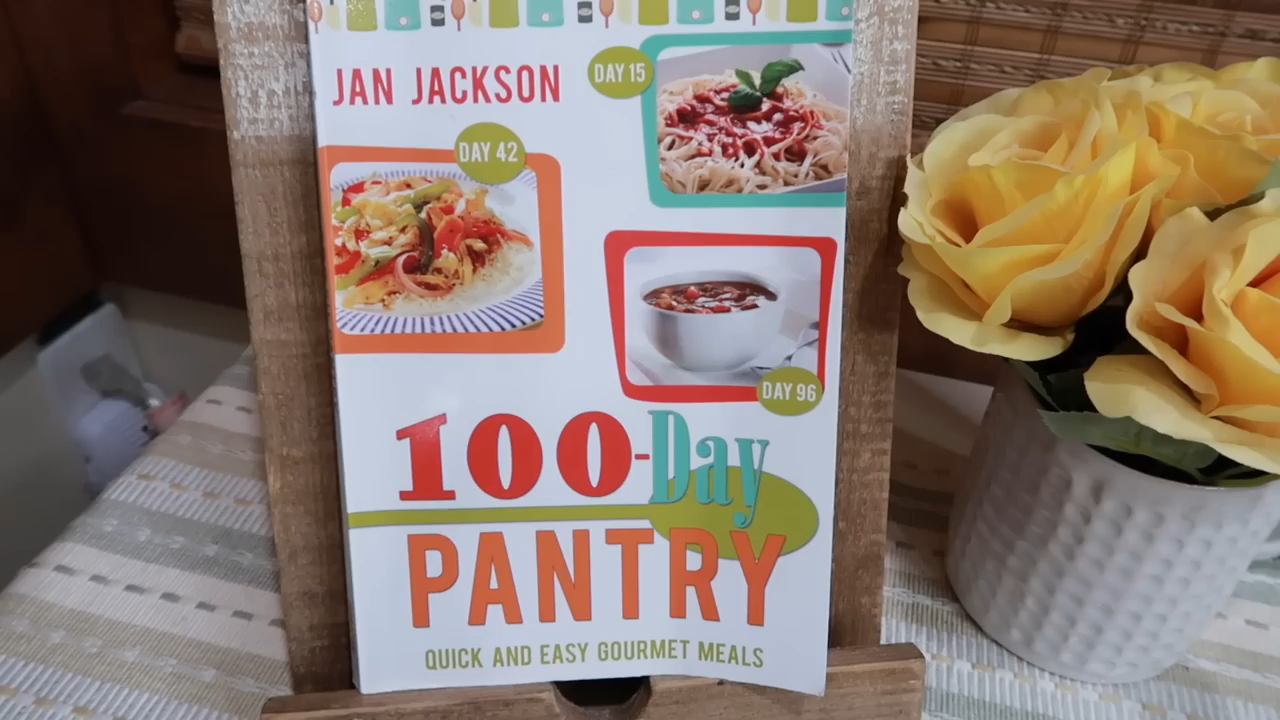 JAN JACKSON
DAY 15
DAY 42
DAY 96
100-Day
PANTRY
QUICK AND EASY GOURMET MEALS